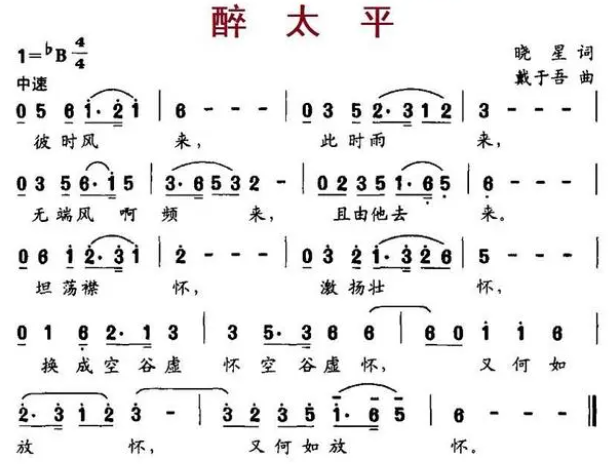 醉太平
1=♭B 4/4
晓 星 词
中速
戴于吾 曲
0 5 6 1·2 1 | 6 - - - | 0 3 5 2·3 1 2 | 3 - - - |
彼时风 来, 此时雨 来,
0 3 5 6·1 5 | 3·6 5 3 2 - | 0 2 3 5 1·6 5 | 6 - - - |
无端风啊频 来, 且由他去 来。
0 6 1 2·3 1 | 2 - - - | 0 3 2 1·3 2 6 | 5 - - - |
坦荡襟 怀, 激扬壮 怀,
0 1 6 2·1 3 | 3 5·3 6 6 | 6 0 1 1 6 |
换成空谷虚 怀空谷虚怀, 又何如
2·3 1 2 2 - | 3 2 3 5 1·6 5 | 6 - - - ‖
放 怀, 又何如放 怀。